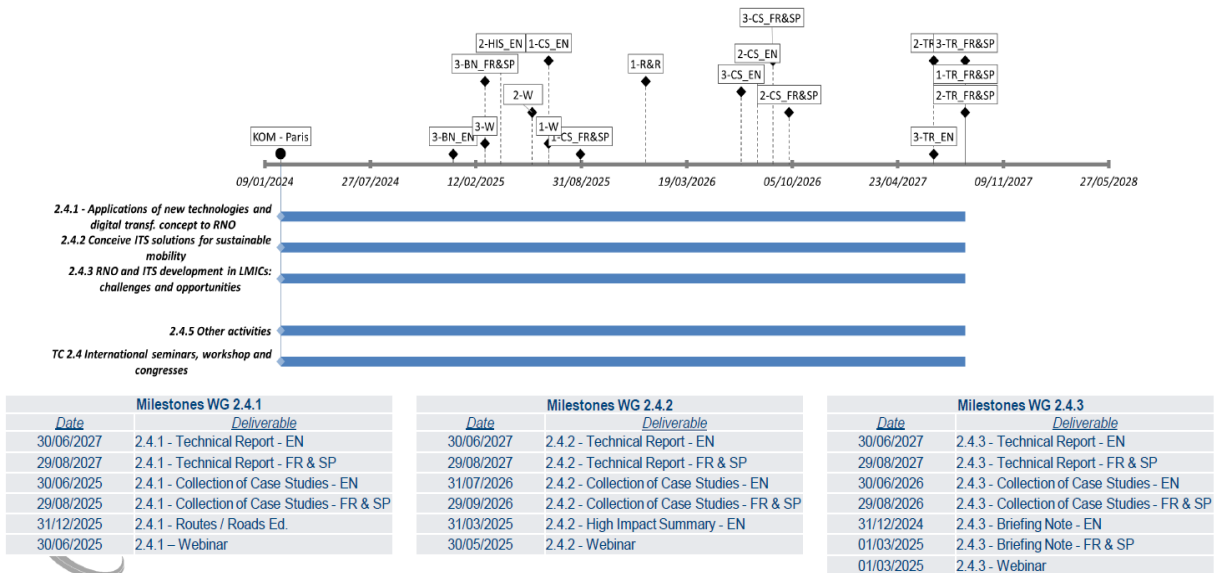 3-CS_FR&SP
2-HIS_EN 1-CS_EN 2-TR 3-TR_FR&SP
3-BN_FR&SP 1-R&R 2-CS_EN 1-TR_FR&SP
3-CS_EN
2-W 2-CS_FR&SP 2-TR_FR&SP
3-W 1-W
KOM - Paris 3-BN_EN 1-CS_FR&SP 3-TR_EN
09/01/2024 27/07/2024 12/02/2025 31/08/2025 19/03/2026 05/10/2026 23/04/2027 09/11/2027 27/05/2028
2.4.1 - Applications of new technologies and
digital transf. concept to RNO
2.4.2 Conceive ITS solutions for sustainable
mobility
2.4.3 RNO and ITS development in LMICs:
challenges and opportunities
2.4.5 Other activities
TC 2.4 International seminars, workshop and
congresses
Milestones WG 2.4.1
Date Deliverable
30/06/2027 2.4.1 - Technical Report - EN
29/08/2027 2.4.1 - Technical Report - FR & SP
30/06/2025 2.4.1 - Collection of Case Studies - EN
29/08/2025 2.4.1 - Collection of Case Studies - FR & SP
31/12/2025 2.4.1 - Routes / Roads Ed.
30/06/2025 2.4.1 – Webinar
Milestones WG 2.4.2
Date Deliverable
30/06/2027 2.4.2 - Technical Report - EN
29/08/2027 2.4.2 - Technical Report - FR & SP
31/07/2026 2.4.2 - Collection of Case Studies - EN
29/09/2026 2.4.2 - Collection of Case Studies - FR & SP
31/03/2025 2.4.2 - High Impact Summary - EN
30/05/2025 2.4.2 - Webinar
Milestones WG 2.4.3
Date Deliverable
30/06/2027 2.4.3 - Technical Report - EN
29/08/2027 2.4.3 - Technical Report - FR & SP
30/06/2026 2.4.3 - Collection of Case Studies - EN
29/08/2026 2.4.3 - Collection of Case Studies - FR & SP
31/12/2024 2.4.3 - Briefing Note - EN
01/03/2025 2.4.3 - Briefing Note - FR & SP
01/03/2025 2.4.3 - Webinar